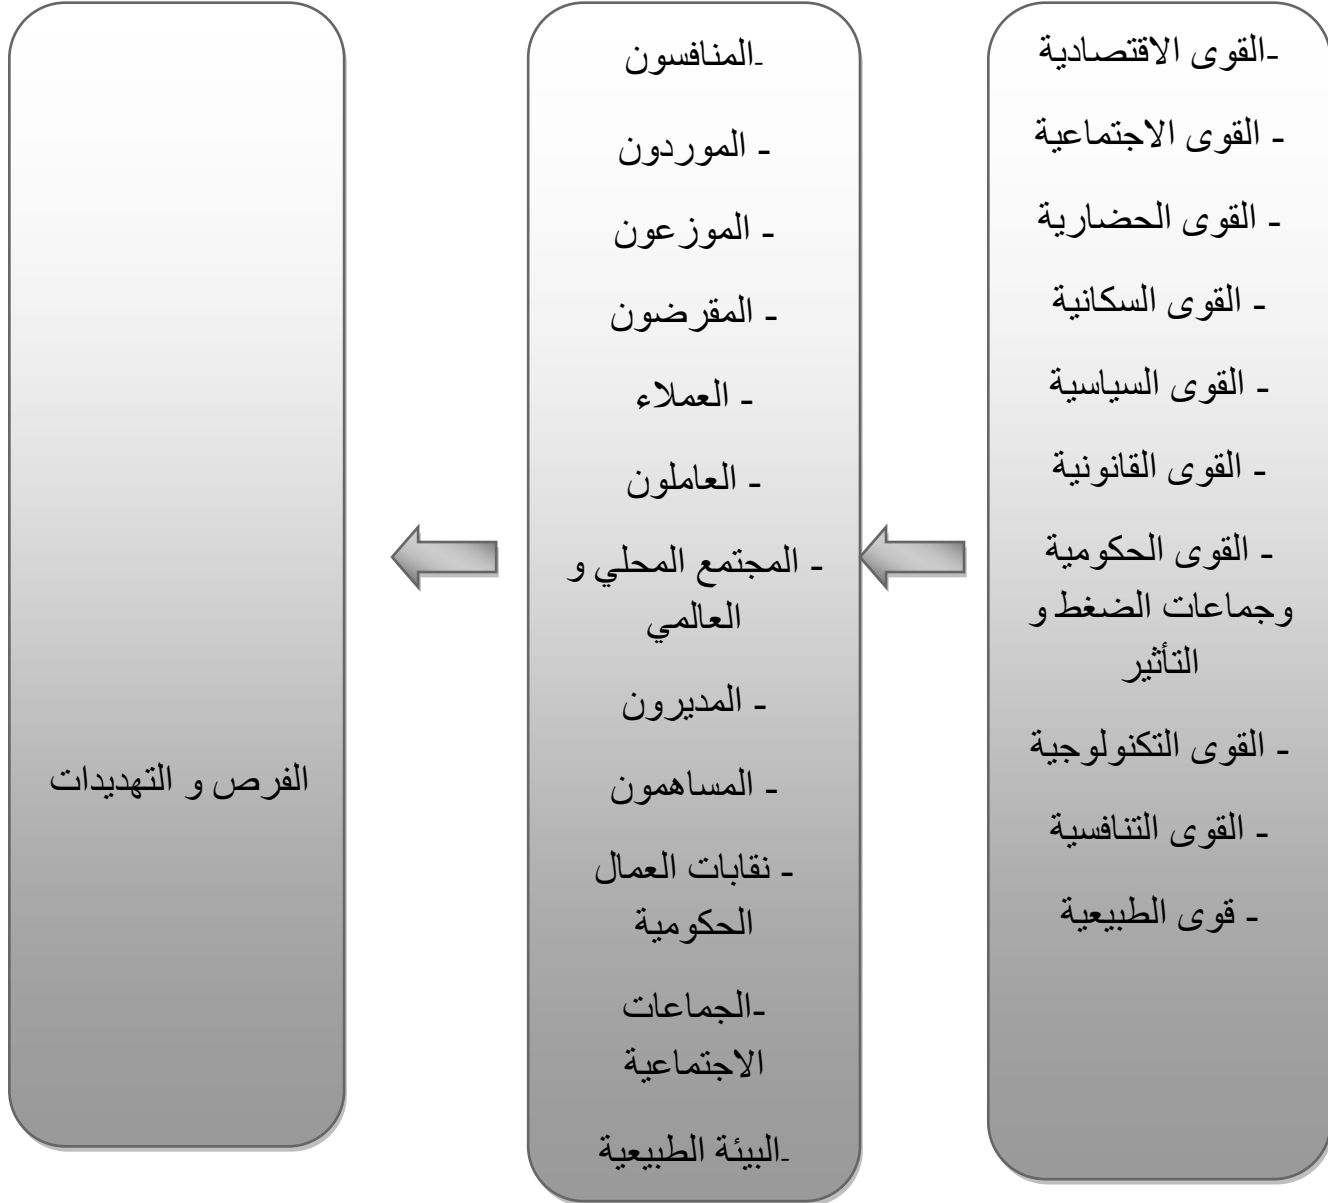 -القوى الاقتصادية
- القوى الاجتماعية
- القوى الحضارية
- القوى السكانية
- القوى السياسية
- القوى القانونية
- القوى الحكومية
وجماعات الضغط و
التأثير
- القوى التكنولوجية
- القوى التنافسية
- قوى الطبيعية
-المنافسون
- الموردون
- الموزعون
- المقرضون
- العملاء
- العاملون
- المجتمع المحلي و
العالمي
- المديرون
- المساهمون
- نقابات العمال
الحكومية
-الجماعات
الاجتماعية
-البيئة الطبيعية
الفرص و التهديدات